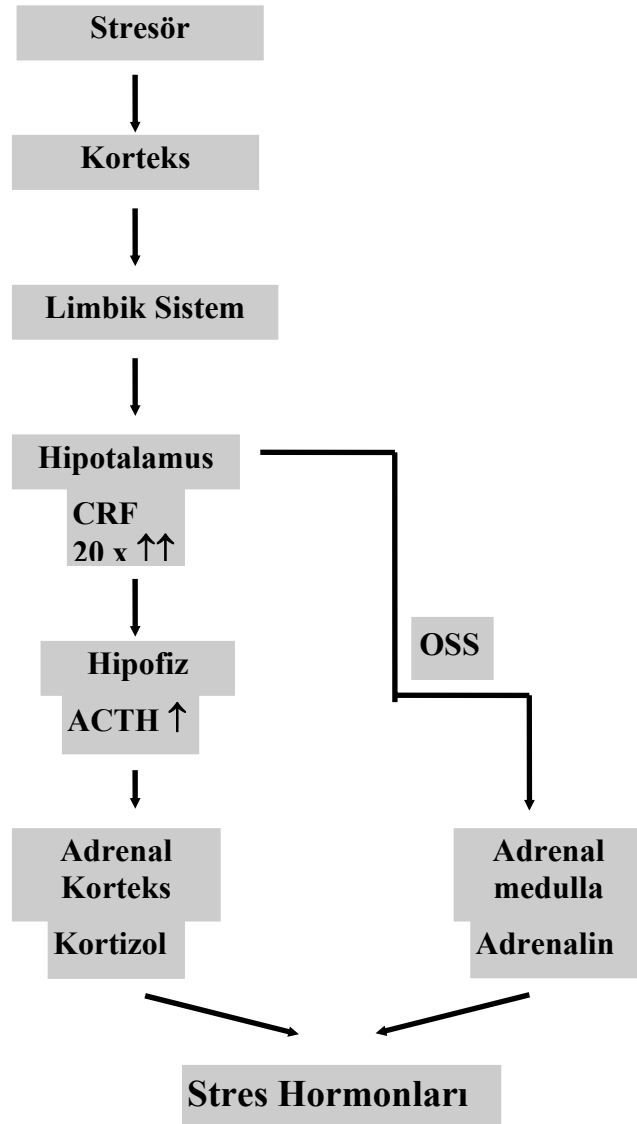 Stresör
Korteks
Limbik Sistem
Hipotalamus
CRF
20 x ↑↑
Hipofiz
ACTH ↑
OSS
Adrenal
Korteks
Kortizol
Adrenal
medulla
Adrenalin
Stres Hormonları